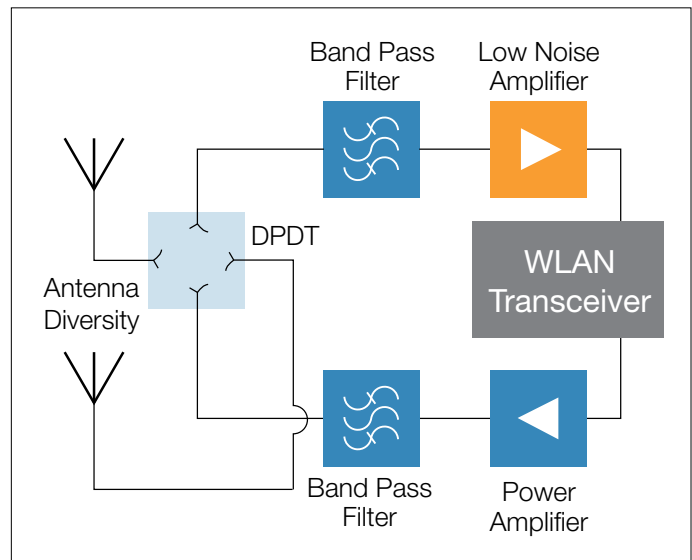 Band Pass
Filter
Low Noise
Amplifier
DPDT
WLAN
Transceiver
Antenna
Diversity
Band Pass
Filter
Power
Amplifier